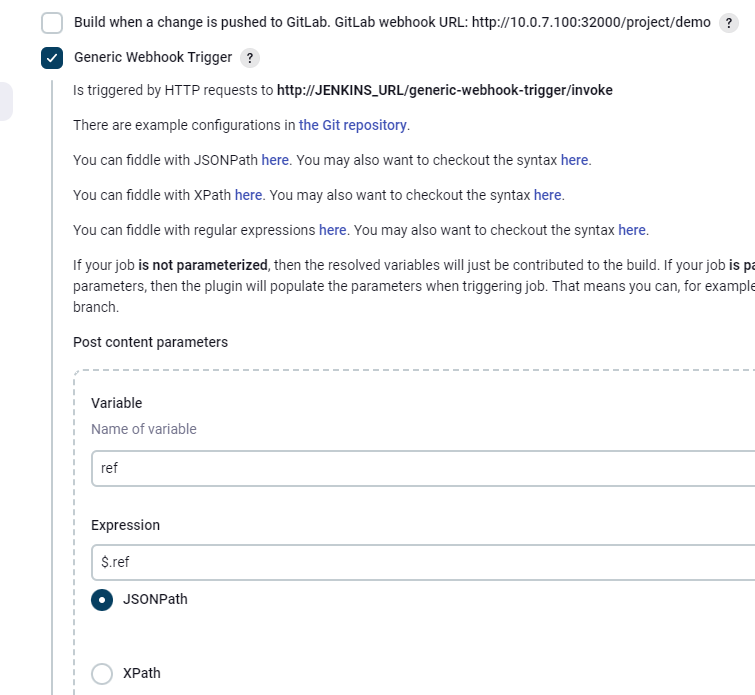 Build when a change is pushed to GitLab. GitLab webhook URL: http://10.0.7.100:32000/project/demo ?
Generic Webhook Trigger ?
Is triggered by HTTP requests to http://JENKINS_URL/generic-webhook-trigger/invoke
There are example configurations in the Git repository.
You can fiddle with JSONPath here. You may also want to checkout the syntax here.
You can fiddle with XPath here. You may also want to checkout the syntax here.
You can fiddle with regular expressions here. You may also want to checkout the syntax here.
If your job is not parameterized, then the resolved variables will just be contributed to the build. If your job is pa
parameters, then the plugin will populate the parameters when triggering job. That means you can, for example
branch.
Post content parameters
Variable
Name of variable
ref
Expression
$.ref
JSONPath
XPath